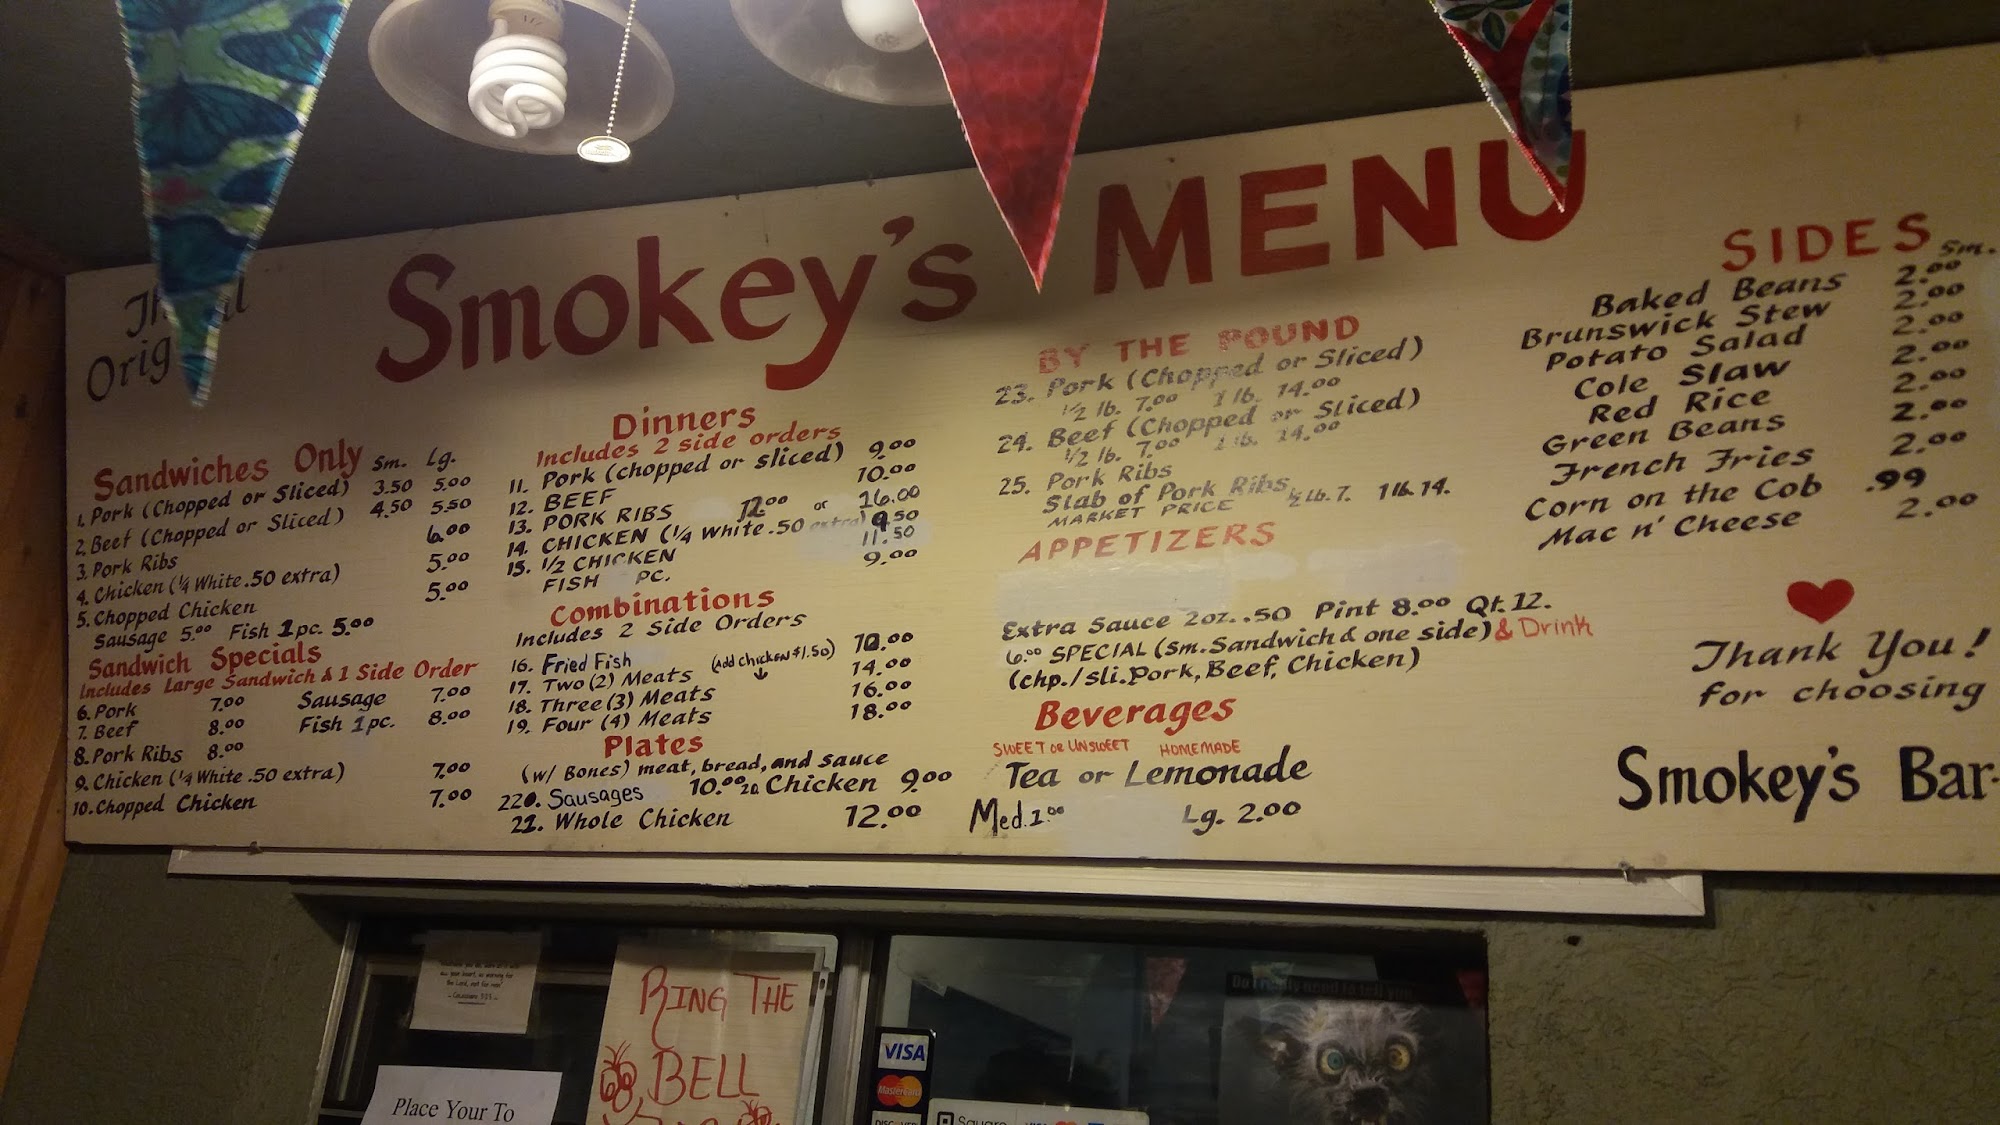 The
Orig
Smokey's MENU
Sandwiches Only Sm. Lg.
1. Pork (Chopped or Sliced) 3.50 5.00
2. Beef (Chopped or Sliced) 4.50 5.50
3. Pork Ribs 6.00
4. Chicken (¼ White .50 extra) 5.00
5. Chopped Chicken 5.00
Sausage 5.00 Fish 1 pc. 5.00
Sandwich Specials
Includes Large Sandwich & 1 Side Order
6. Pork 7.00 Sausage 7.00
7. Beef 8.00 Fish 1 pc. 8.00
8. Pork Ribs 8.00
9. Chicken (¼ White .50 extra) 7.00
10. Chopped Chicken 7.00
Dinners
Includes 2 side orders
11. Pork (chopped or sliced) 9.00
12. BEEF 10.00
13. PORK RIBS 12.00 or 16.00
14. CHICKEN (¼ White .50 extra) 9.50
15. ½ CHICKEN 11.50
FISH PC. 9.00
Combinations
Includes 2 Side Orders
16. Fried Fish 10.00
17. Two (2) Meats (Add chicken $1.50) 14.00
18. Three (3) Meats 16.00
19. Four (4) Meats 18.00
Plates
(w/ Bones) meat, bread, and sauce
220. Sausages 10.00 20. Chicken 9.00
21. Whole Chicken 12.00
BY THE POUND
23. Pork (Chopped or Sliced)
½ lb. 7.00 1 lb. 14.00
24. Beef (Chopped or Sliced)
½ lb. 7.00 1 lb. 14.00
25. Pork Ribs
Slab of Pork Ribs ½ Lb. 7. 1 lb. 14.
MARKET PRICE
APPETIZERS
Extra Sauce 2oz. .50 Pint 8.00 Qt. 12.
6.00 SPECIAL (Sm. Sandwich & one side) & Drink
(chp./sli. Pork, Beef, Chicken)
Beverages
SWEET or UNSWEET HOMEMADE
Tea or Lemonade
Med. 1.00 Lg. 2.00
SIDES
Sm.
Baked Beans 2.00
Brunswick Stew 2.00
Potato Salad 2.00
Cole Slaw 2.00
Red Rice 2.00
Green Beans 2.00
French Fries 2.00
Corn on the Cob .99
Mac n' Cheese 2.00
Thank You!
for choosing
Smokey's Bar-
RING THE
BELL
Place Your To
VISA
MasterCard
DISCOVER
Square
VISA
Do I really need to tell you